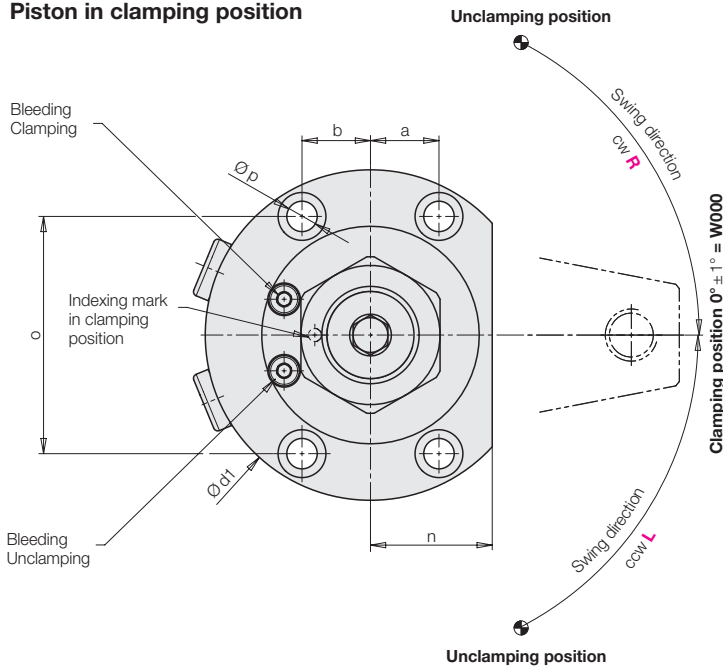 Piston in clamping position
Unclamping position
Bleeding
Clamping
b
a
Swing direction
cw R
Ø p
Clamping position 0° ±1° = W000
Indexing mark
in clamping
position
o
Ø d1
n
Swing direction
ccw L
Bleeding
Unclamping
Unclamping position